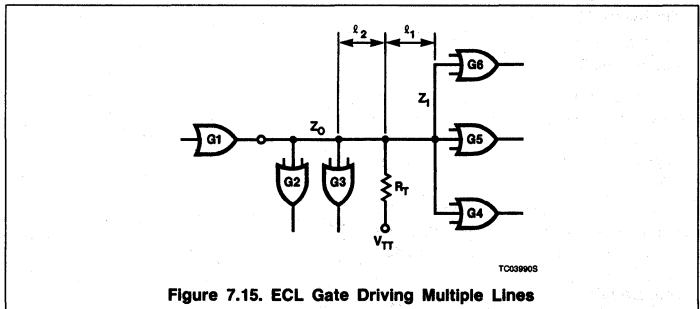 ℓ2 ℓ1
G6
Z1
G1
ZO
G5
G2 G3
RT
G4
VTT
TC03990S
Figure 7.15. ECL Gate Driving Multiple Lines